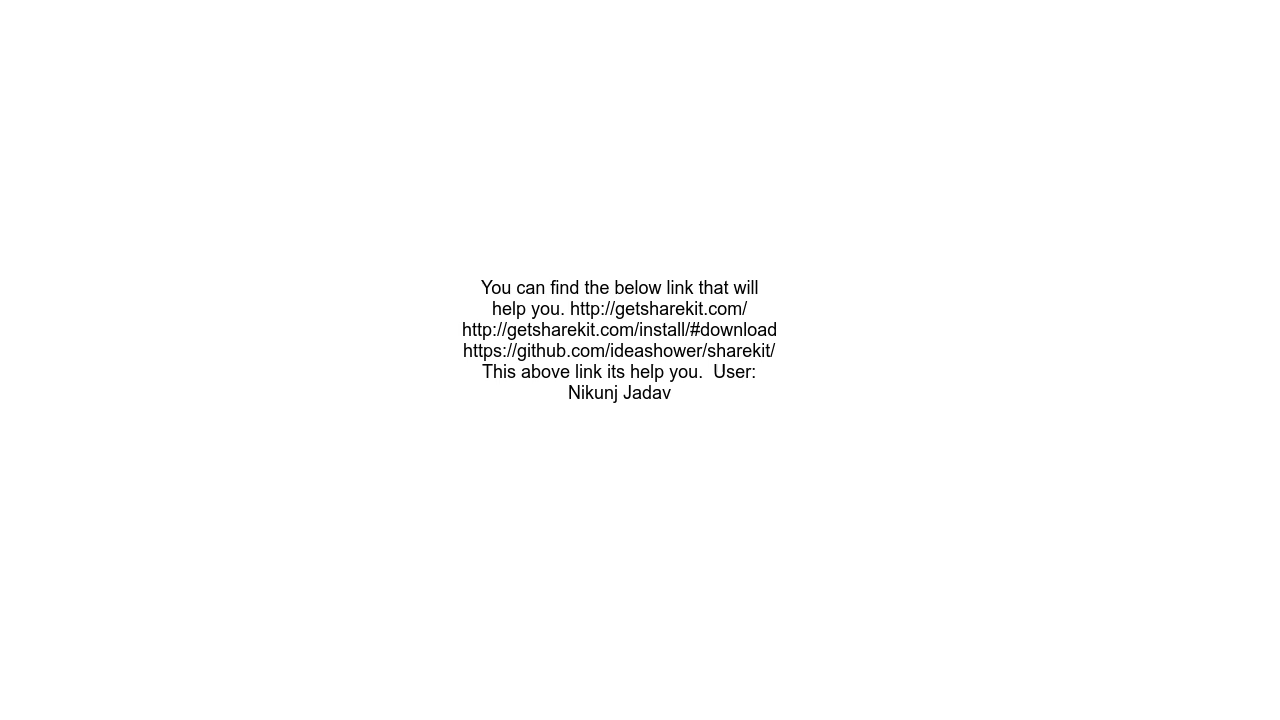 You can find the below link that will
help you. http://getsharekit.com/
http://getsharekit.com/install/#download
https://github.com/ideashower/sharekit/
This above link its help you.  User:
Nikunj Jadav